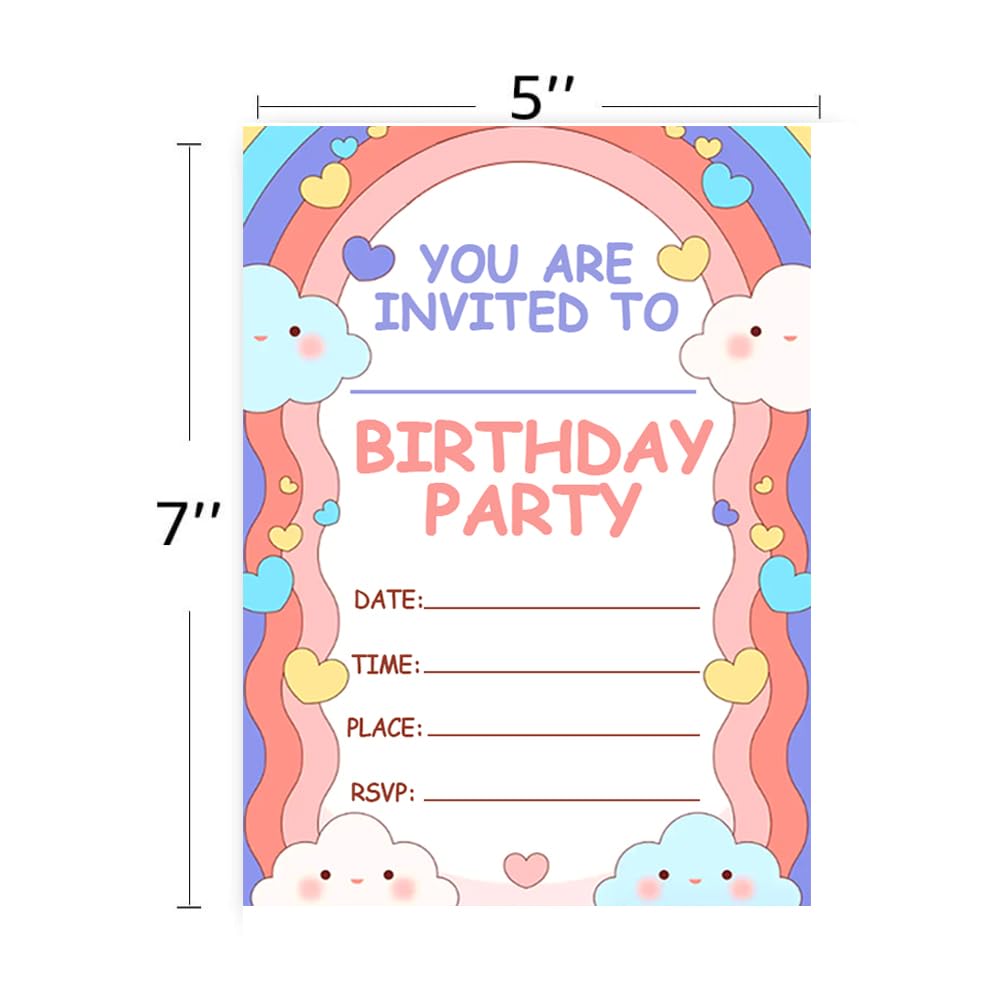 5’’
7’’
YOU ARE
INVITED TO
BIRTHDAY
PARTY
DATE:
TIME:
PLACE:
RSVP: